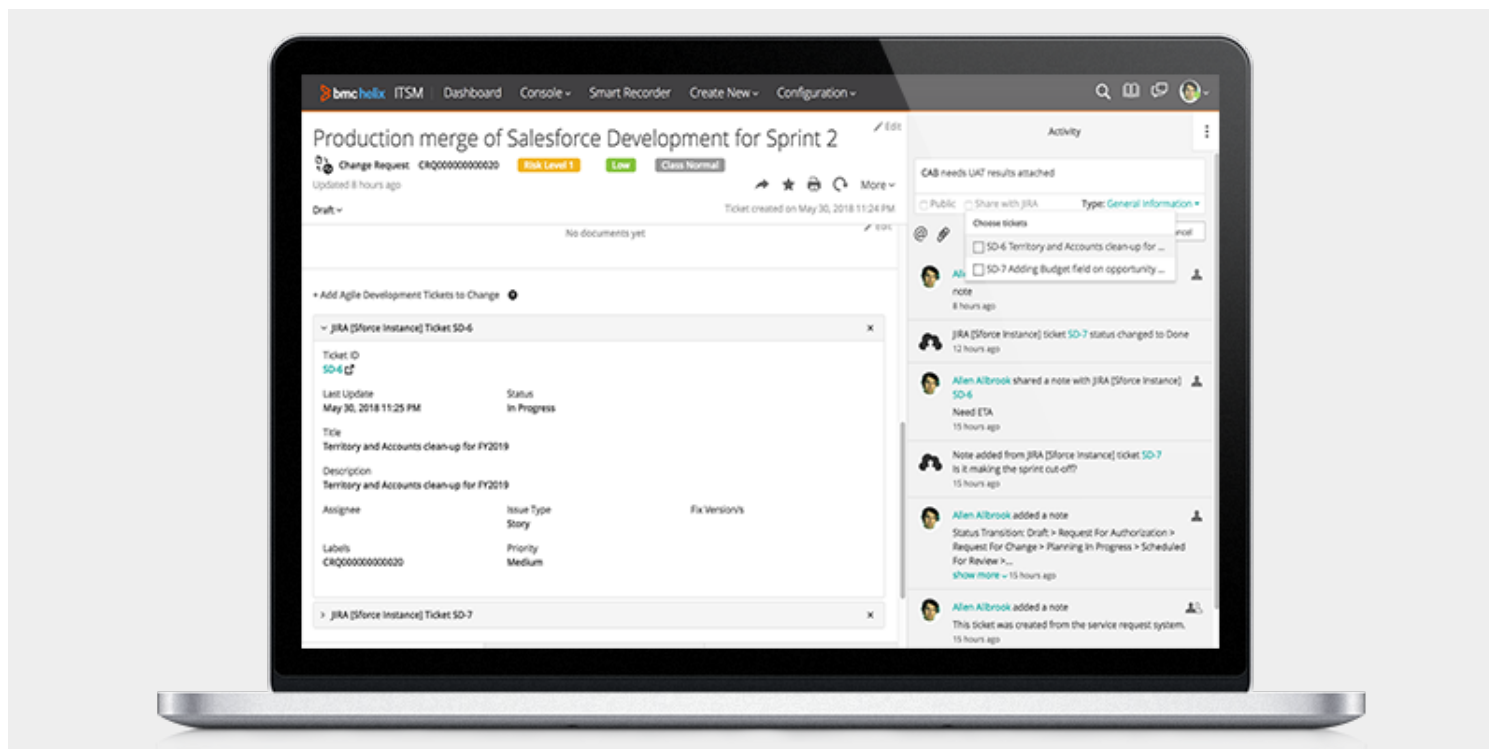 bmchelix ITSM Dashboard Console Smart Recorder Create New Configuration
Production merge of Salesforce Development for Sprint 2
Edit
Change Request CRQ000000000020 Risk Level 1 Low Class Normal
Updated 8 hours ago
More
Draft
Ticket created on May 30, 2018 11:24 PM
No documents yet
Edit
+ Add Agile Development Tickets to Change
JIRA [Sforce Instance] Ticket SD-6
Ticket ID
SD-6
Last Update Status
May 30, 2018 11:25 PM In Progress
Title
Territory and Accounts clean-up for FY2019
Description
Territory and Accounts clean-up for FY2019
Assignee Issue Type Fix Version/s
Story
Labels Priority
CRQ000000000020 Medium
JIRA [Sforce Instance] Ticket SD-7
Activity
CAB needs UAT results attached
Public Share with JIRA Type: General Information
Choose tickets
SD-6 Territory and Accounts clean-up for ...
SD-7 Adding Budget field on opportunity ...
note
8 hours ago
JIRA [Sforce Instance] ticket SD-7 status changed to Done
12 hours ago
Allen Allbrook shared a note with JIRA [Sforce Instance]
SD-6
Need ETA
15 hours ago
Note added from JIRA [Sforce Instance] ticket SD-7
Is it making the sprint cut-off?
15 hours ago
Allen Allbrook added a note
Status Transition: Draft > Request For Authorization >
Request For Change > Planning In Progress > Scheduled
For Review >...
show more 15 hours ago
Allen Allbrook added a note
This ticket was created from the service request system.
15 hours ago